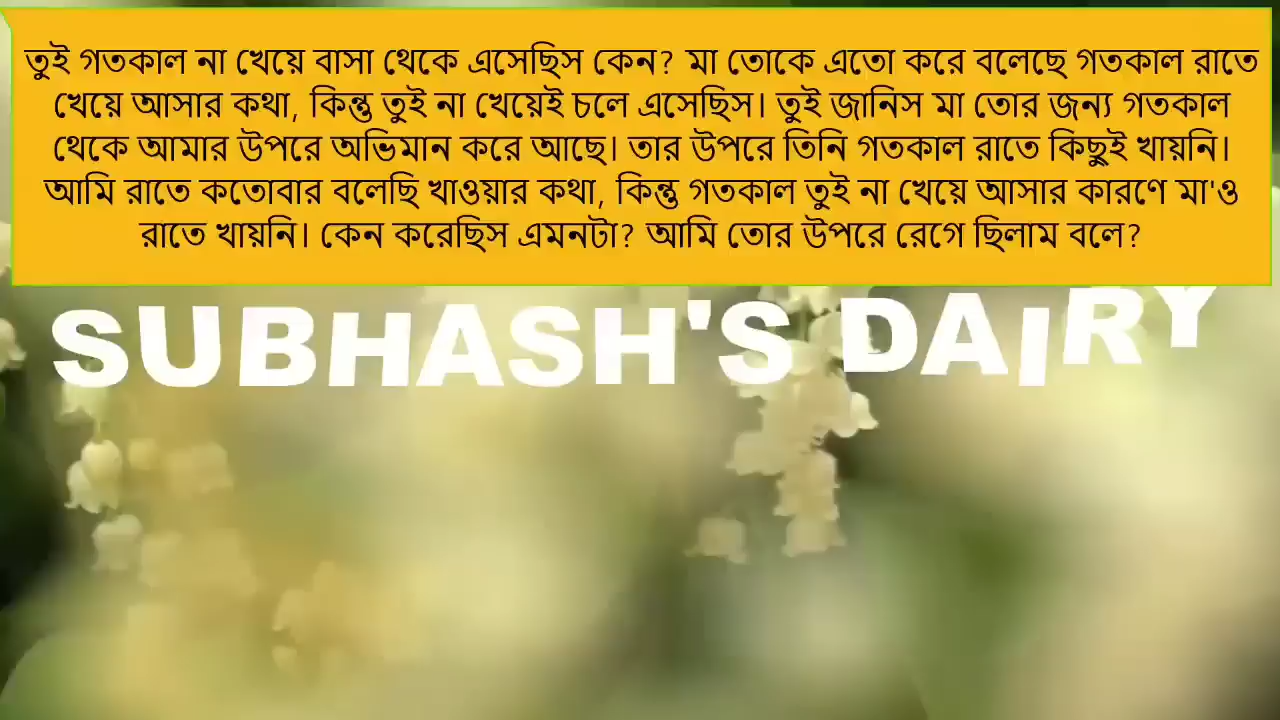 তুই গতকাল না খেয়ে বাসা থেকে এসেছিস কেন? মা তোকে এতো করে বলেছে গতকাল রাতে
খেয়ে আসার কথা, কিন্তু তুই না খেয়েই চলে এসেছিস। তুই জানিস মা তোর জন্য গতকাল
থেকে আমার উপরে অভিমান করে আছে। তার উপরে তিনি গতকাল রাতে কিছুই খায়নি।
আমি রাতে কতোবার বলেছি খাওয়ার কথা, কিন্তু গতকাল তুই না খেয়ে আসার কারণে মা'ও
রাতে খায়নি। কেন করেছিস এমনটা? আমি তোর উপরে রেগে ছিলাম বলে?
SUBHASH'S DAIRY